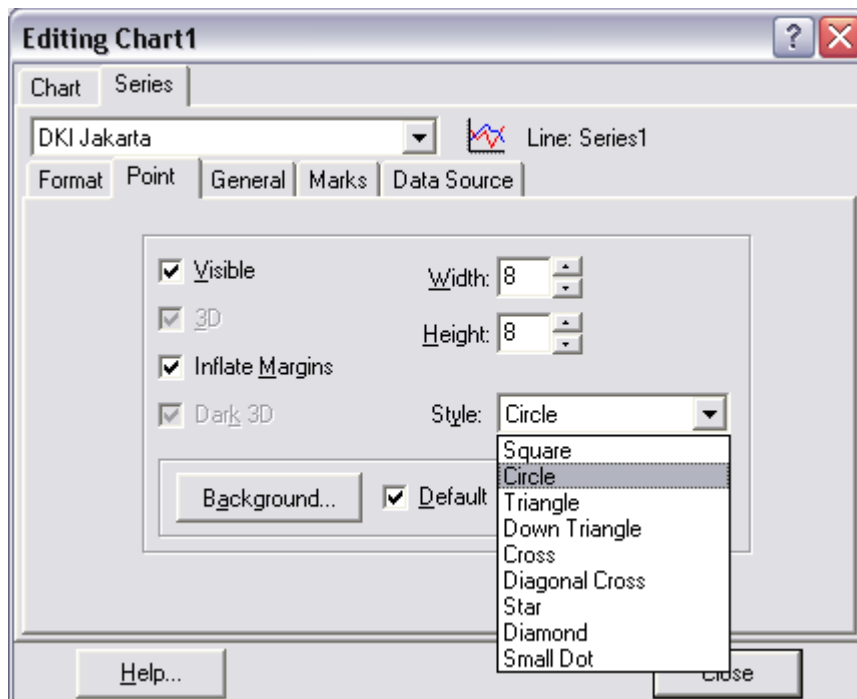 Editing Chart1
Chart Series
DKI Jakarta Line: Series1
Format Point General Marks Data Source
Visible Width: 8
3D
Height: 8
Inflate Margins
Dark 3D Style: Circle
Square
Circle
Triangle
Background... Default
Down Triangle
Cross
Diagonal Cross
Star
Diamond
Small Dot
Help... Close